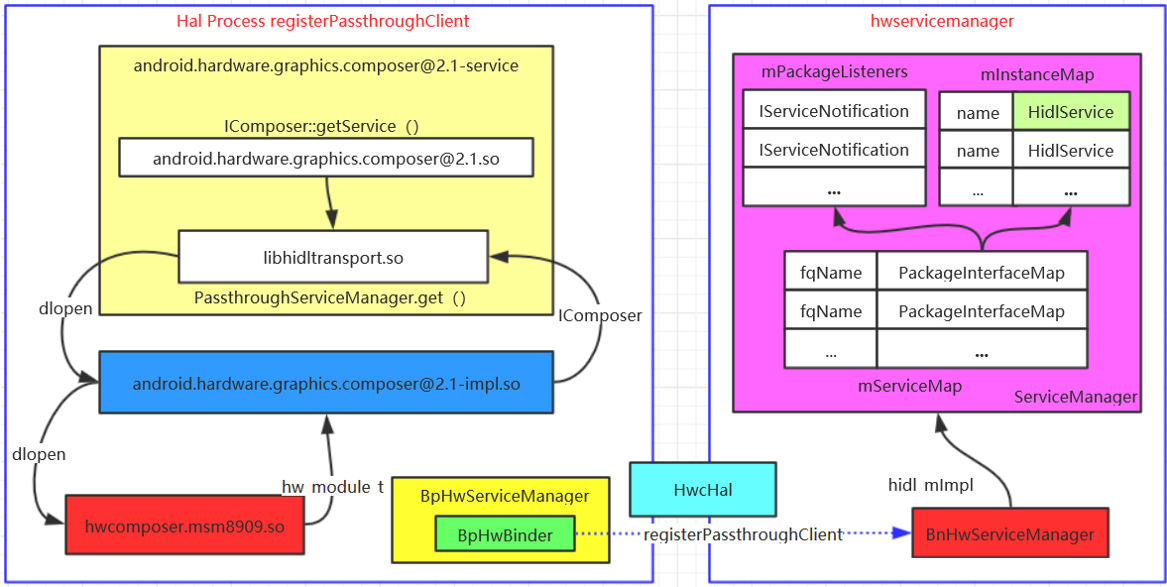 Hal Process registerPassthroughClient
android.hardware.graphics.composer@2.1-service
IComposer::getService（）
android.hardware.graphics.composer@2.1.so
libhidltransport.so
PassthroughServiceManager.get（）
dlopen
IComposer
android.hardware.graphics.composer@2.1-impl.so
dlopen
hw module t
hwcomposer.msm8909.so
BpHwServiceManager
BpHwBinder
HwcHal
registerPassthroughClient
hwservicemanager
mPackageListeners
IServiceNotification
IServiceNotification
...
mInstanceMap
name HidlService
name HidlService
... ...
fqName PackageInterfaceMap
fqName PackageInterfaceMap
... ...
mServiceMap
ServiceManager
hidl mImpl
BnHwServiceManager